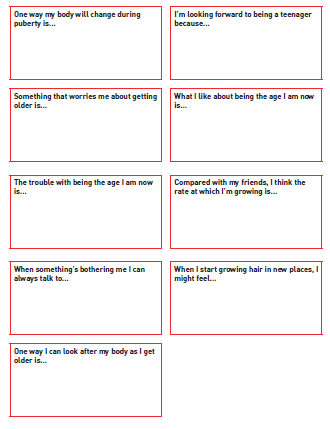 One way my body will change during
puberty is...
I'm looking forward to being a teenager
because...
Something that worries me about getting
older is...
What I like about being the age I am now
is...
The trouble with being the age I am now
is...
Compared with my friends, I think the
rate at which I'm growing is...
When something's bothering me I can
always talk to...
When I start growing hair in new places, I
might feel...
One way I can look after my body as I get
older is...